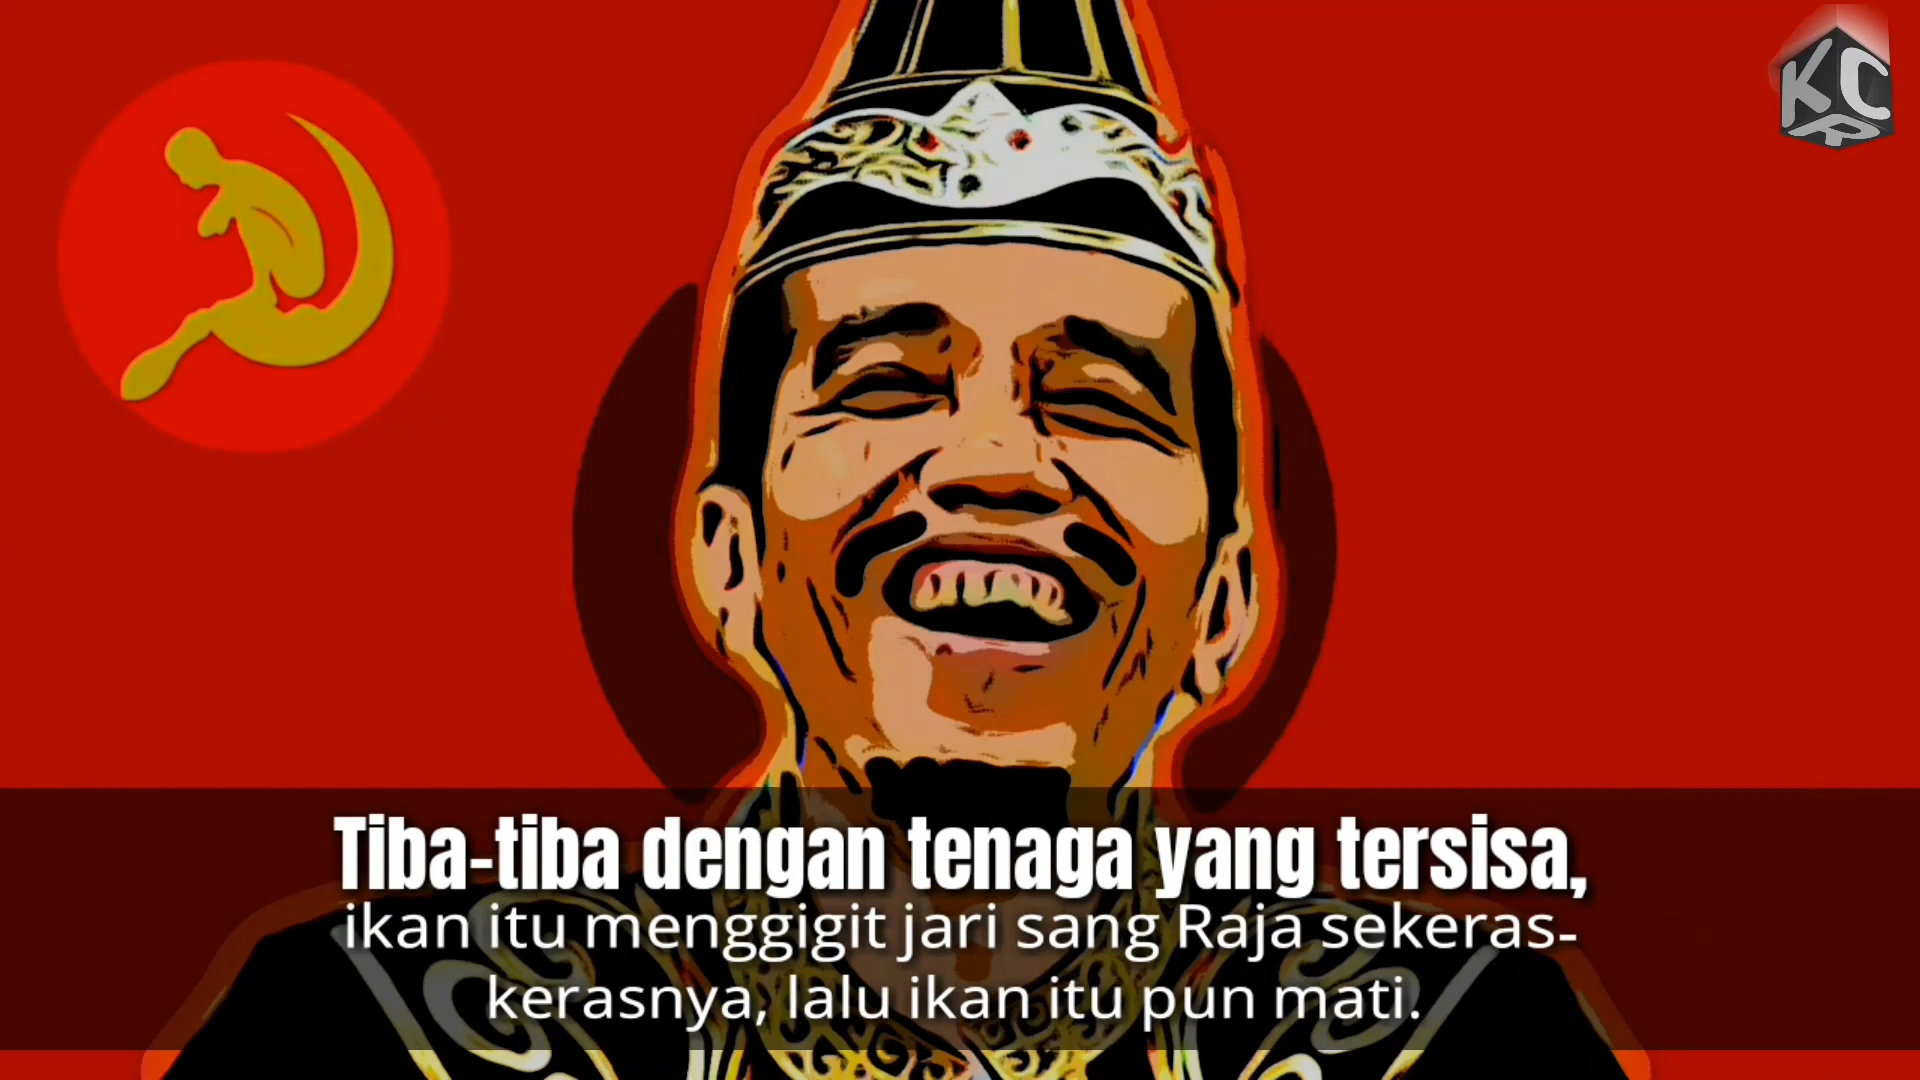 KCR
Tiba-tiba dengan tenaga yang tersisa,
ikan itu menggigit jari sang Raja sekeras-
kerasnya, lalu ikan itu pun mati.